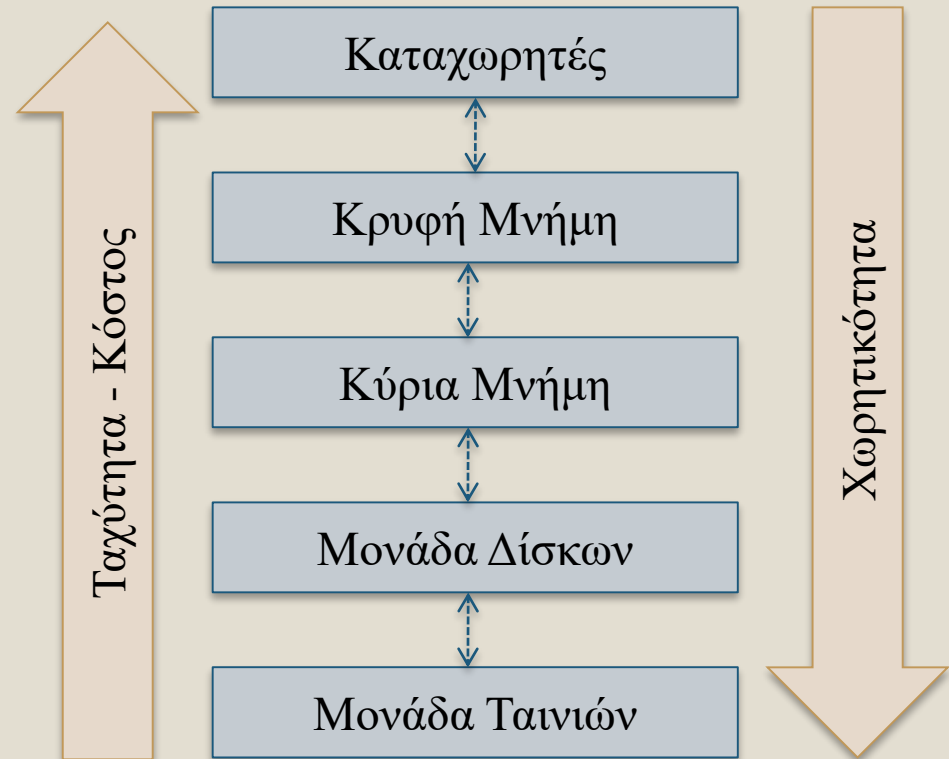 Καταχωρητές
Κρυφή Μνήμη
Κύρια Μνήμη
Μονάδα Δίσκων
Μονάδα Ταινιών
Ταχύτητα - Κόστος
Χωρητικότητα